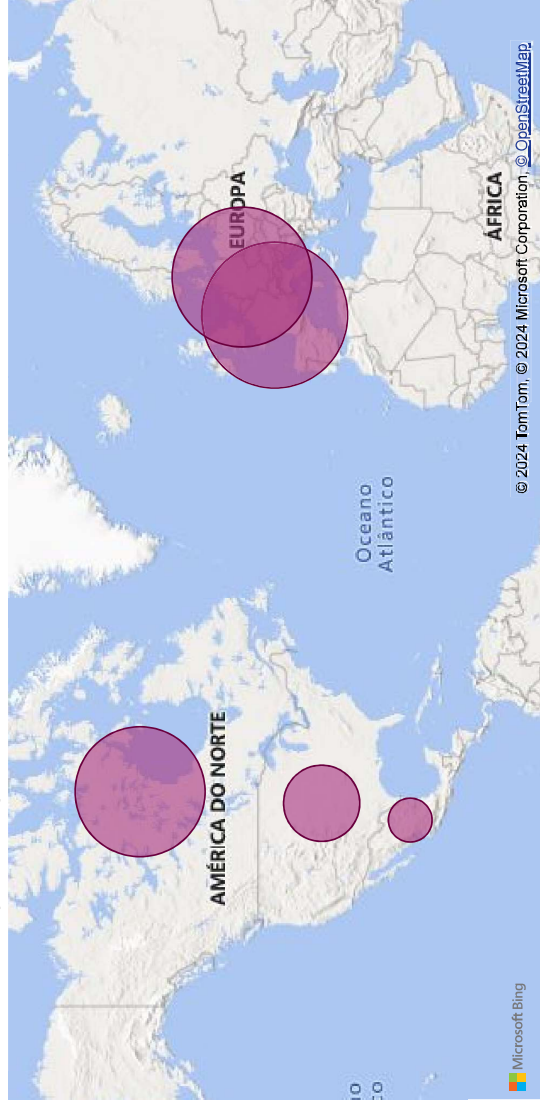 AMÉRICA DO NORTE
EUROPA
ÁFRICA
Oceano
Atlântico
Microsoft Bing
© 2024 TomTom, © 2024 Microsoft Corporation, © OpenStreetMap